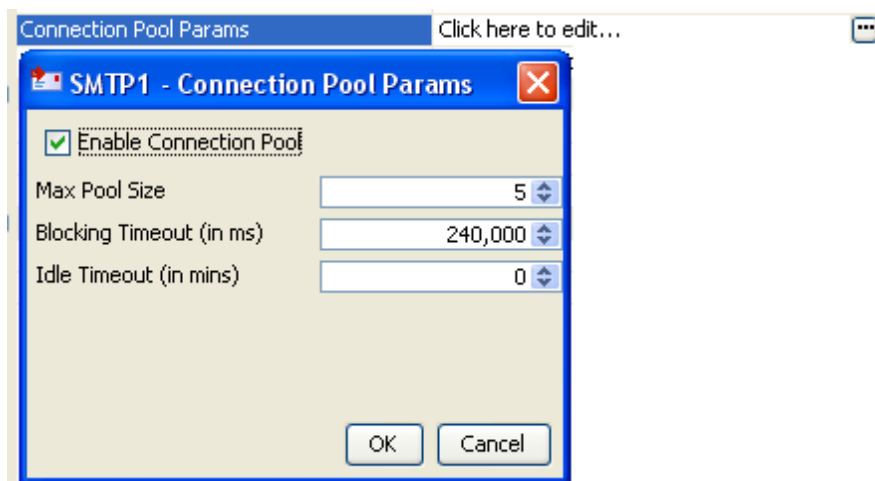 Connection Pool Params Click here to edit...
SMTP1 - Connection Pool Params
Enable Connection Pool
Max Pool Size 5
Blocking Timeout (in ms) 240,000
Idle Timeout (in mins) 0
OK Cancel